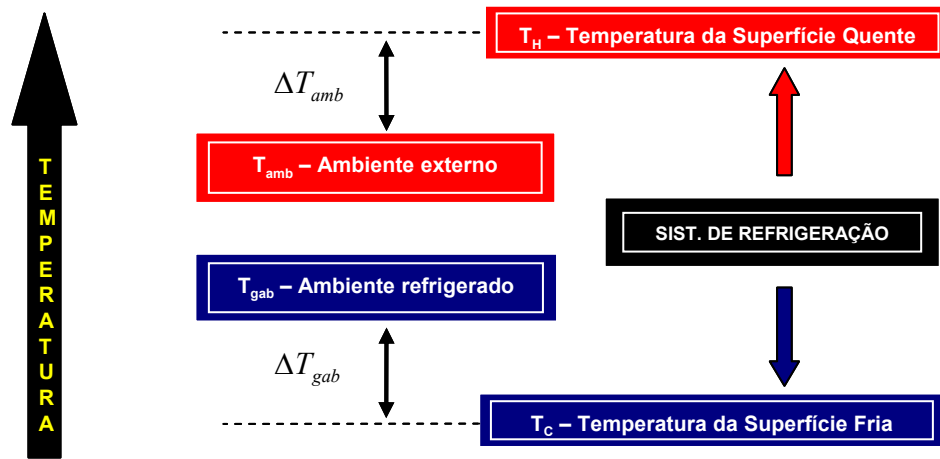 T_H – Temperatura da Superfície Quente
ΔT_amb
T_amb – Ambiente externo
SIST. DE REFRIGERAÇÃO
T_gab – Ambiente refrigerado
ΔT_gab
T_C – Temperatura da Superfície Fria
TEMPERATURA